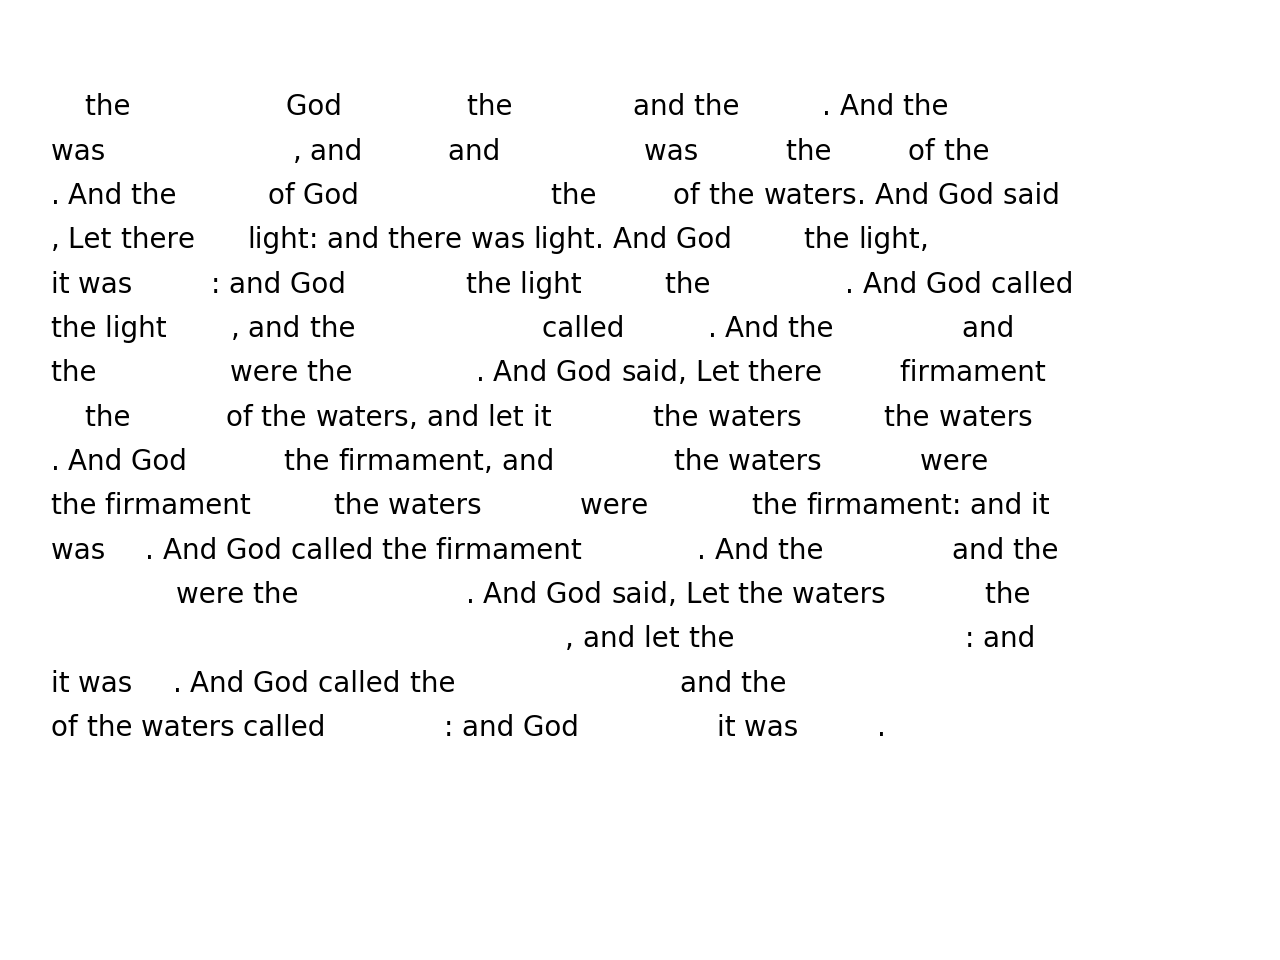 the God the and the . And the
was , and and was the of the
. And the of God the of the waters. And God said
, Let there light: and there was light. And God the light,
it was : and God the light the . And God called
the light , and the called . And the and
the were the . And God said, Let there firmament
the of the waters, and let it the waters the waters
. And God the firmament, and the waters were
the firmament the waters were the firmament: and it
was . And God called the firmament . And the and the
were the . And God said, Let the waters the
, and let the : and
it was . And God called the and the
of the waters called : and God it was .